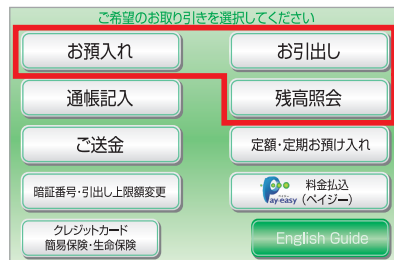 ご希望のお取り引きを選択してください
お預入れ
お引出し
通帳記入
残高照会
ご送金
定額・定期お預け入れ
暗証番号・引出し上限額変更
Pay-easy
料金払込
(ペイジー)
クレジットカード
簡易保険・生命保険
English Guide